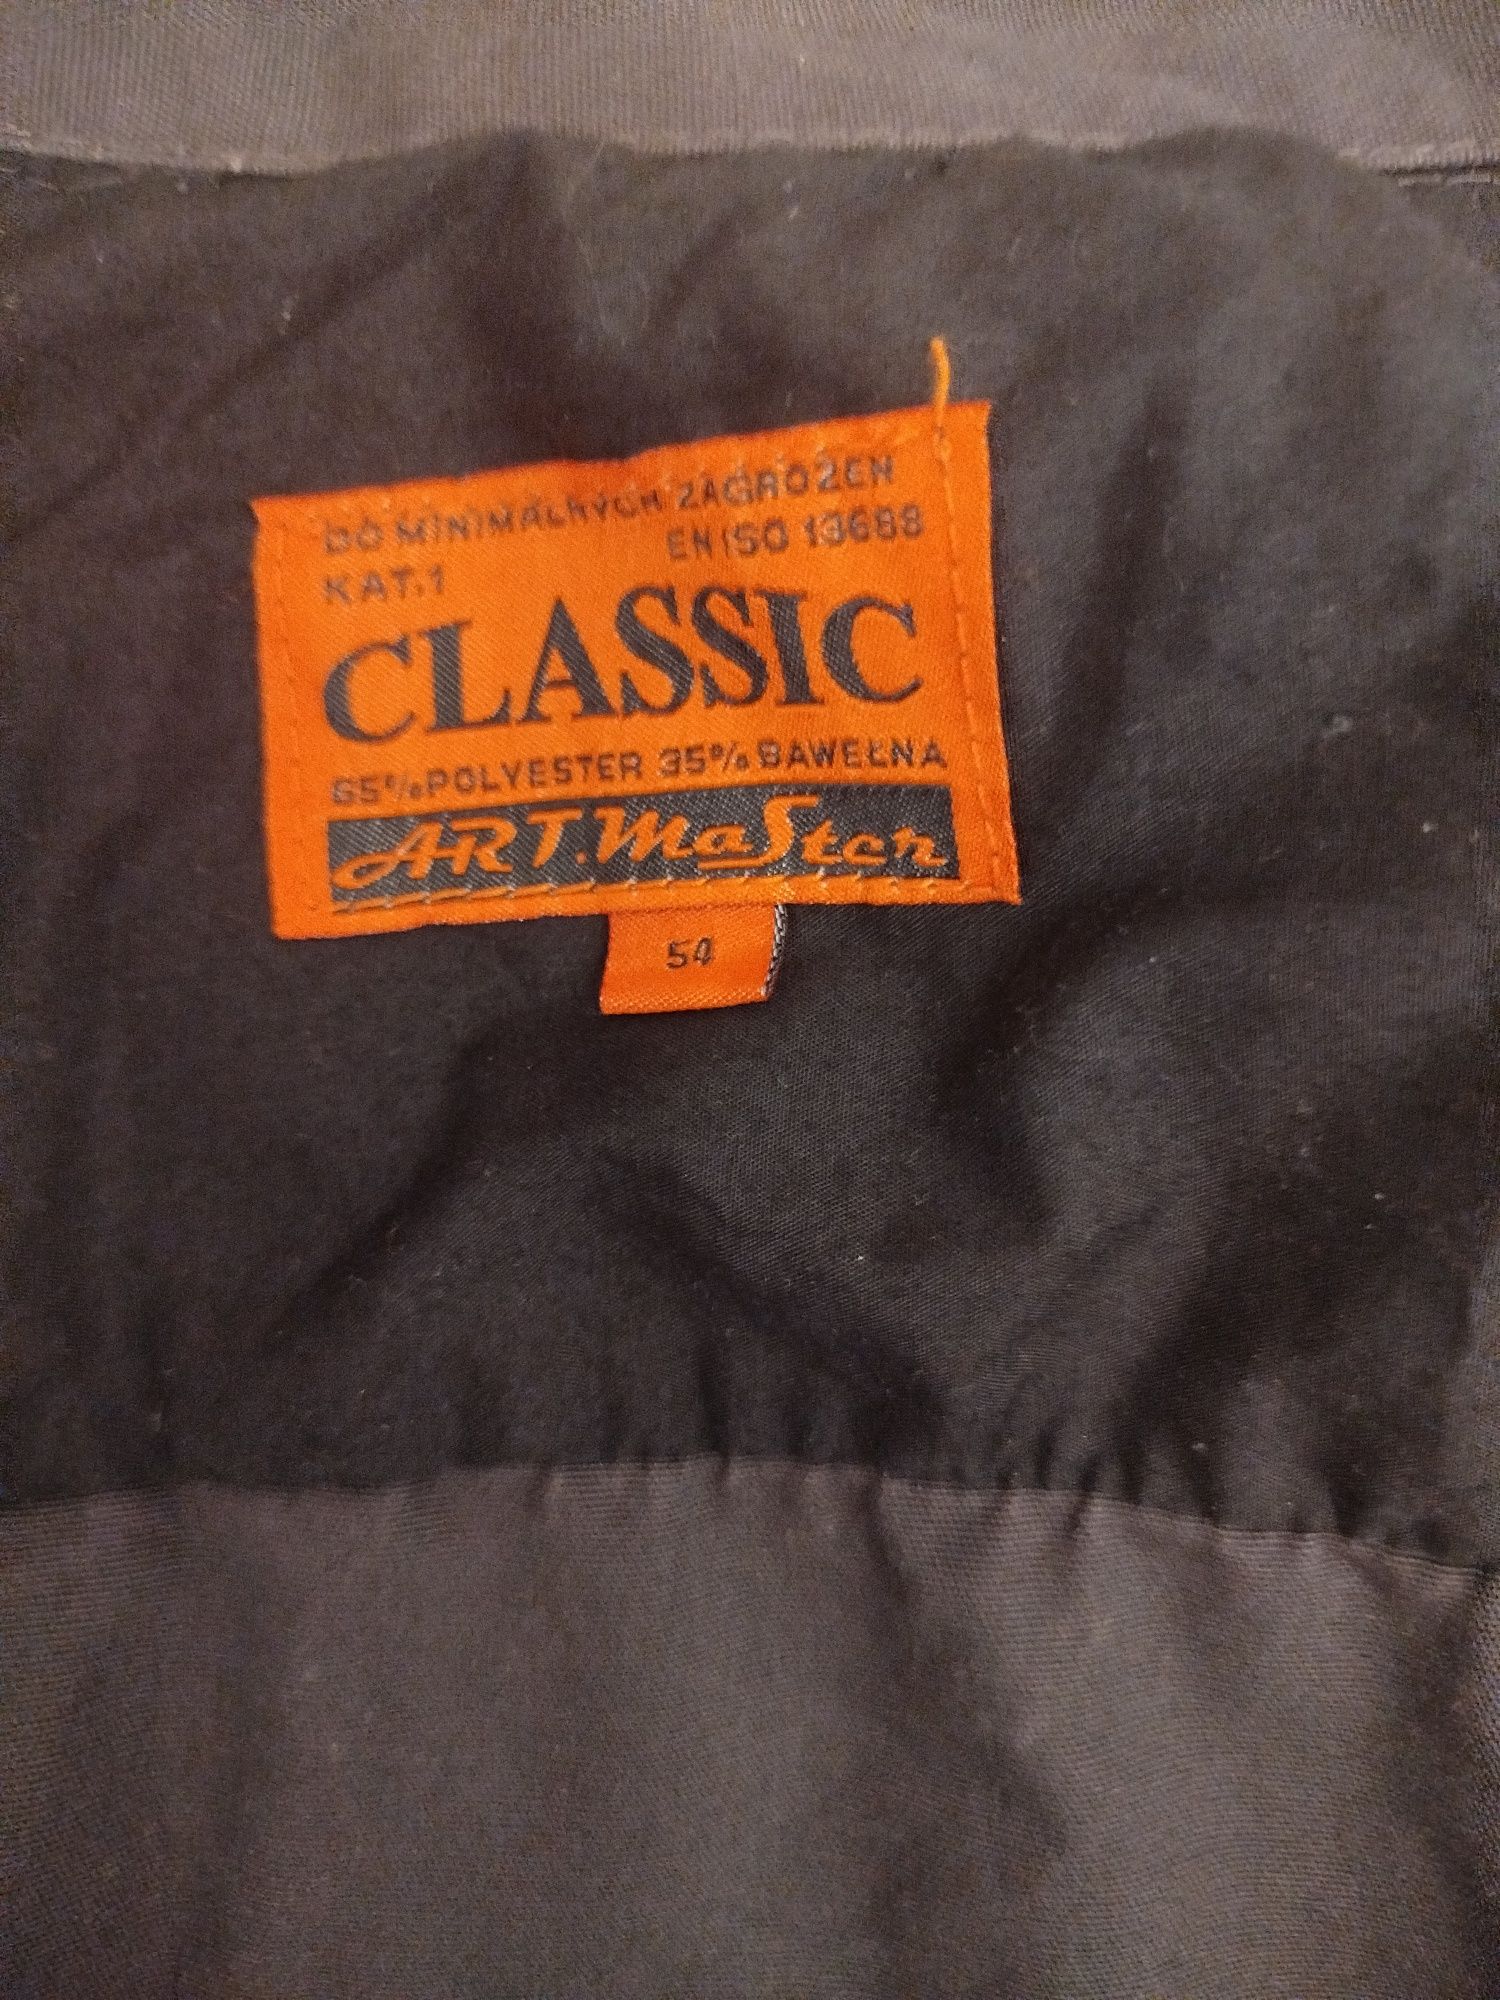 DO MINIMALNYCH ZAGROŻEŃ
KAT.1 EN ISO 13688
CLASSIC
65% POLYESTER 35% BAWEŁNA
ART.MaSter
54